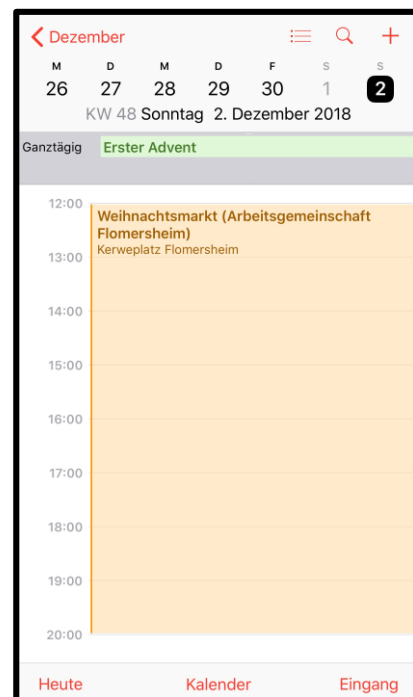 Dezember
M D M D F S S
26 27 28 29 30 1 2
KW 48 Sonntag 2. Dezember 2018
Ganztägig Erster Advent
12:00
Weihnachtsmarkt (Arbeitsgemeinschaft
Flomersheim)
Kerweplatz Flomersheim
13:00
14:00
15:00
16:00
17:00
18:00
19:00
20:00
Heute Kalender Eingang